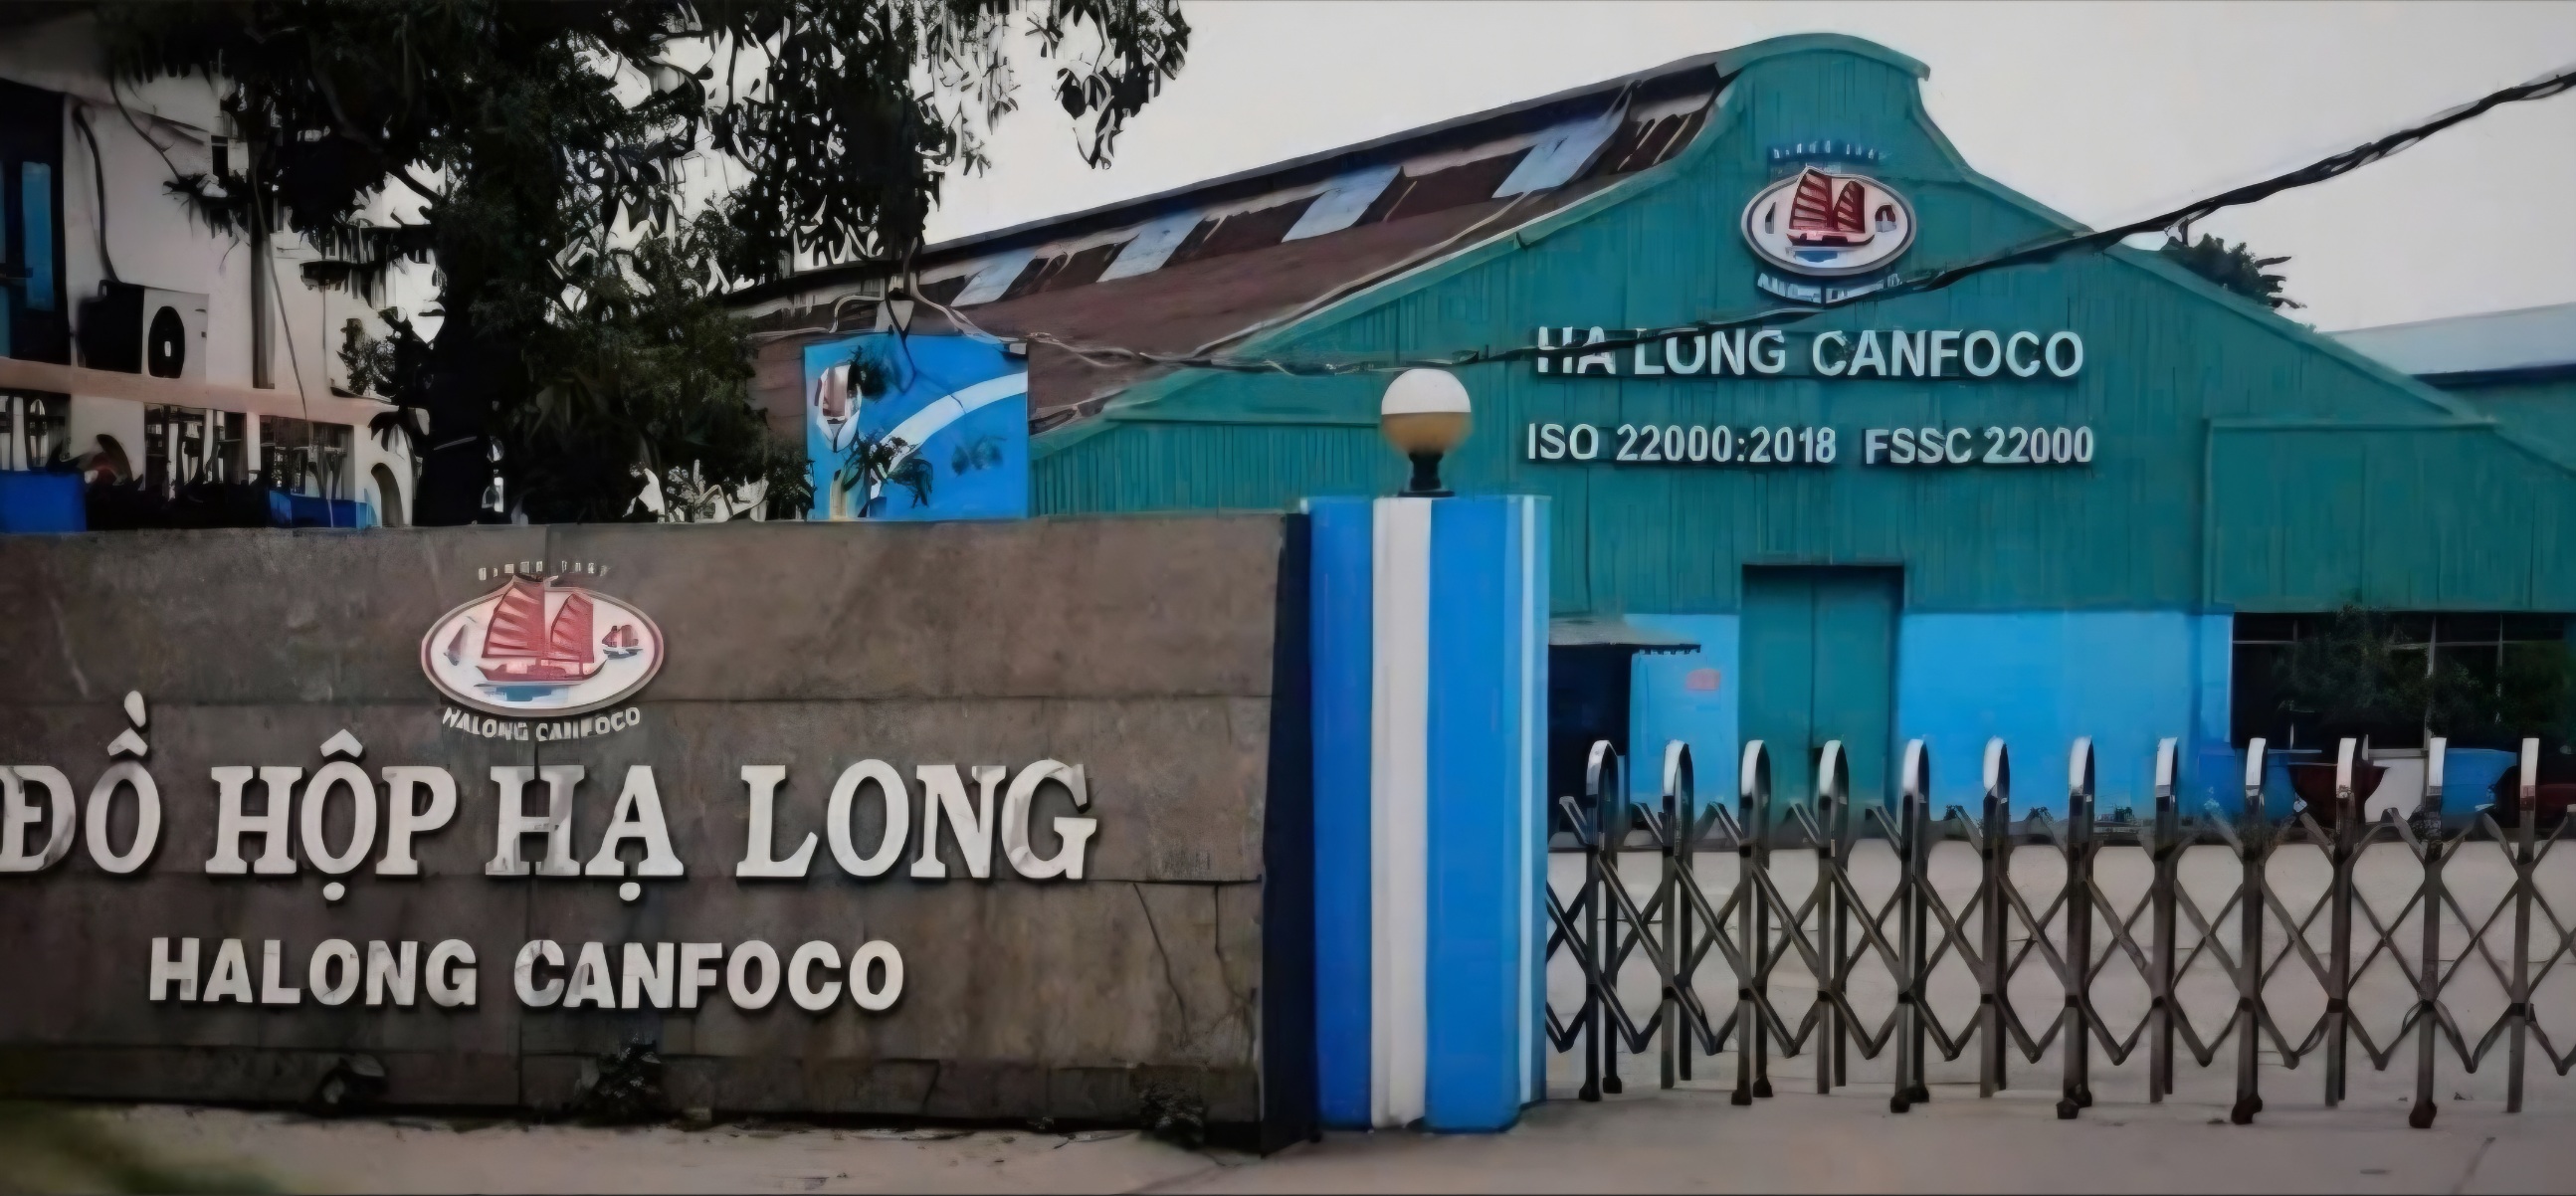 HALONG CANFOCO
ĐỒ HỘP HẠ LONG
HALONG CANFOCO
HA LONG CANFOCO
ISO 22000:2018 FSSC 22000